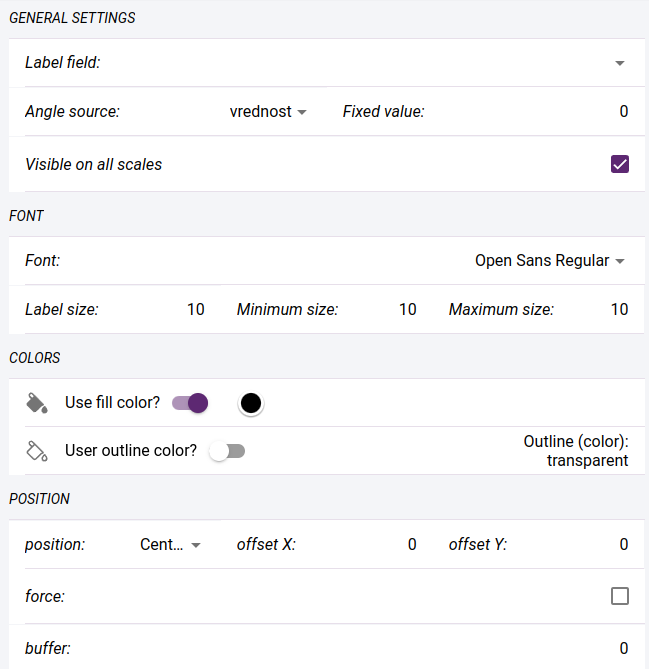 GENERAL SETTINGS
Label field:
Angle source: vrednost Fixed value: 0
Visible on all scales
FONT
Font: Open Sans Regular
Label size: 10 Minimum size: 10 Maximum size: 10
COLORS
Use fill color?
User outline color? Outline (color):
transparent
POSITION
position: Cent... offset X: 0 offset Y: 0
force:
buffer: 0